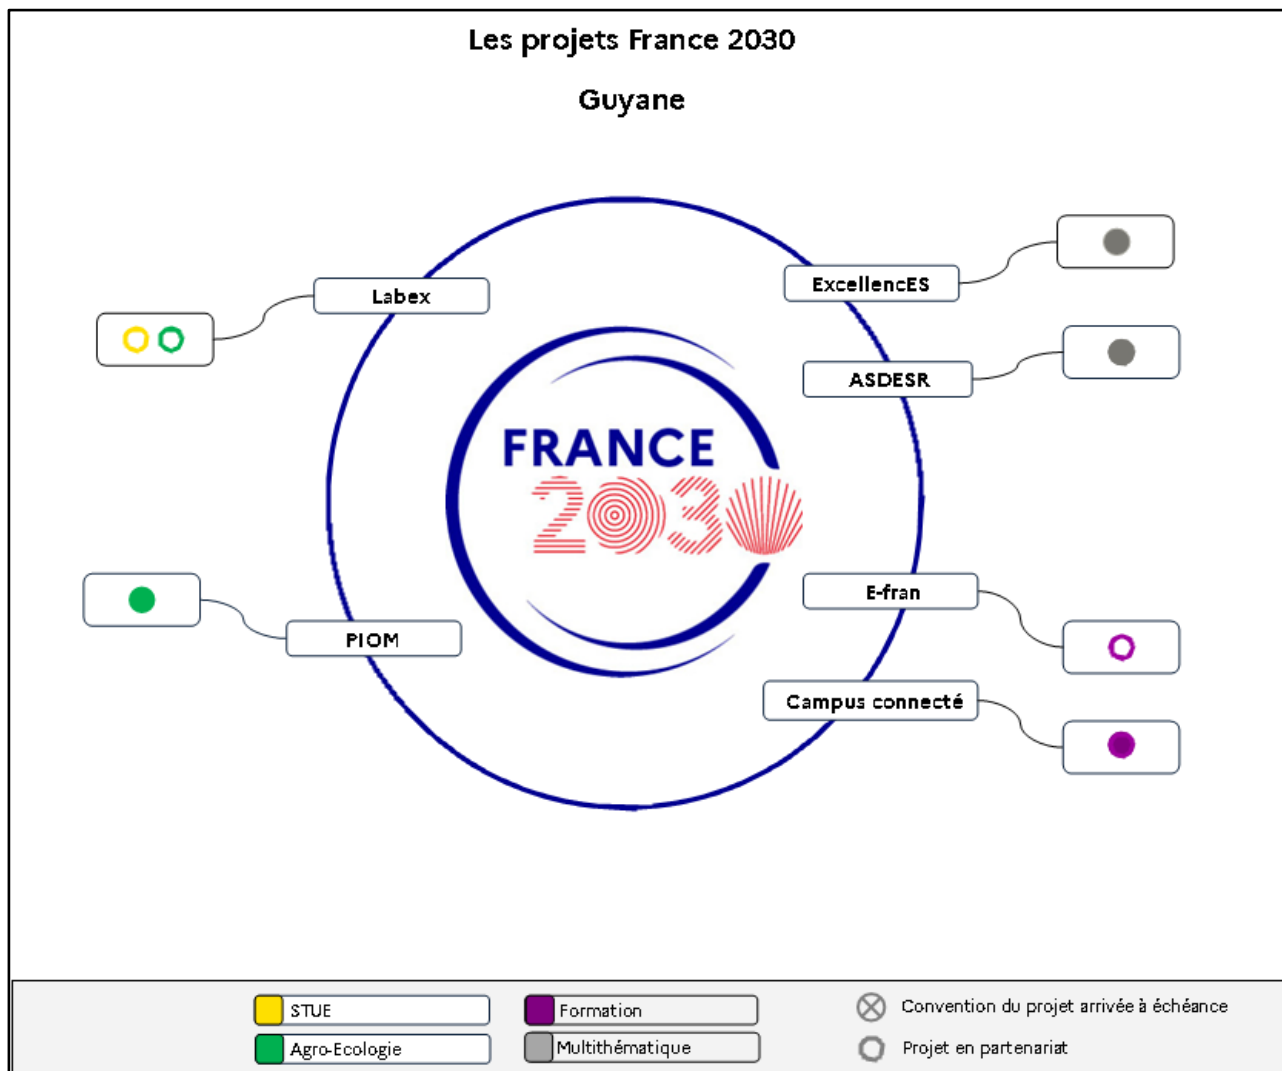 Les projets France 2030
Guyane
Labex
ExcellencES
ASDESR
FRANCE
2030
E-fran
PIOM
Campus connecté
STUE
Formation
Convention du projet arrivée à échéance
Agro-Ecologie
Multithématique
Projet en partenariat